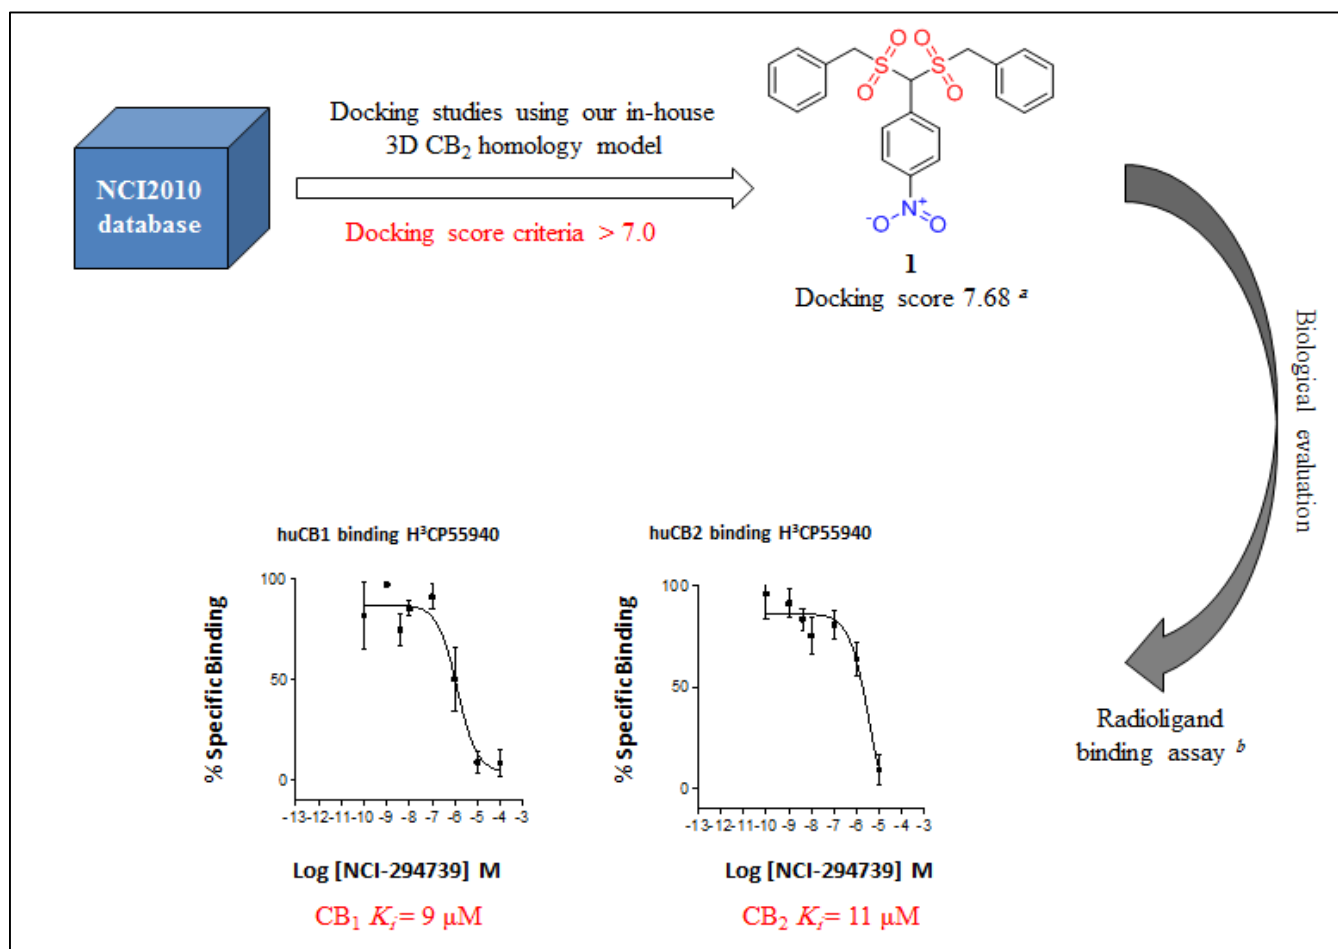 NCI2010
database
Docking studies using our in-house
3D CB₂ homology model
Docking score criteria > 7.0
O O O O
S S
O O
N⁺
⁻O O
1
Docking score 7.68 ᵃ
Biological evaluation
Radioligand
binding assay ᵇ
huCB1 binding H³CP55940
% Specific Binding
100
50
0
-13-12-11-10 -9 -8 -7 -6 -5 -4 -3
Log [NCI-294739] M
CB₁ Kᵢ= 9 μM
huCB2 binding H³CP55940
% Specific Binding
100
50
0
-13-12-11-10 -9 -8 -7 -6 -5 -4 -3
Log [NCI-294739] M
CB₂ Kᵢ= 11 μM